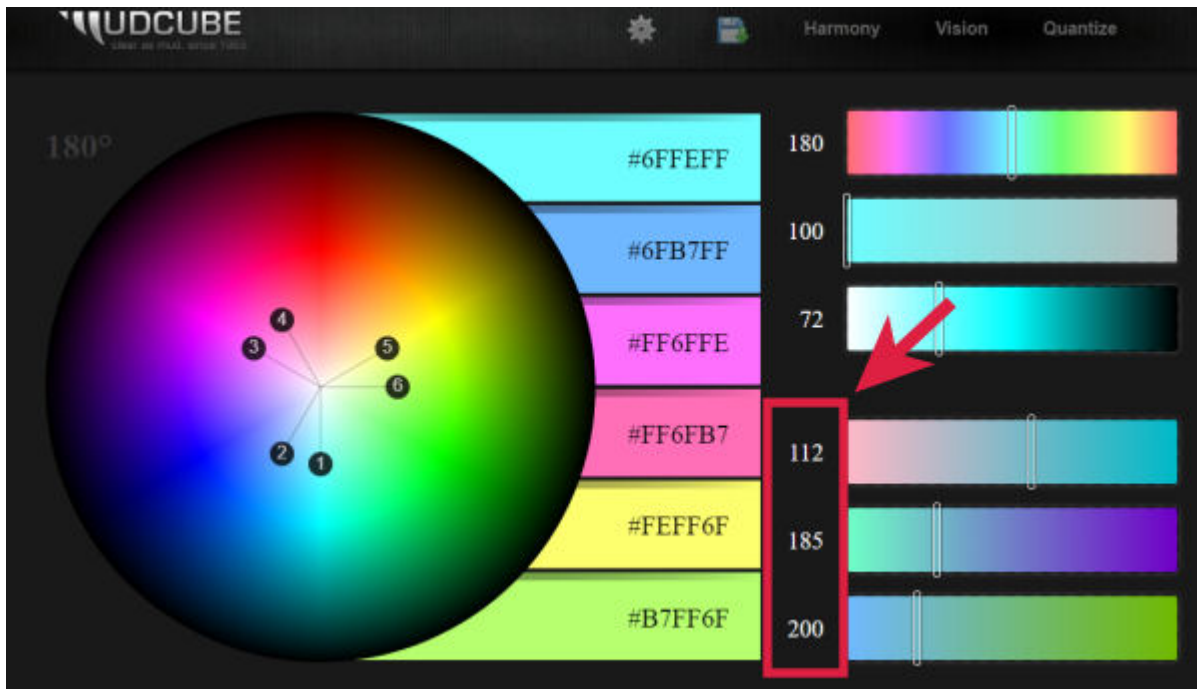 MUDCUBE
Harmony
Vision
Quantize
180°
4
3
5
6
2
1
#6FFEFF
#6FB7FF
#FF6FFE
#FF6FB7
#FEFF6F
#B7FF6F
180
100
72
112
185
200